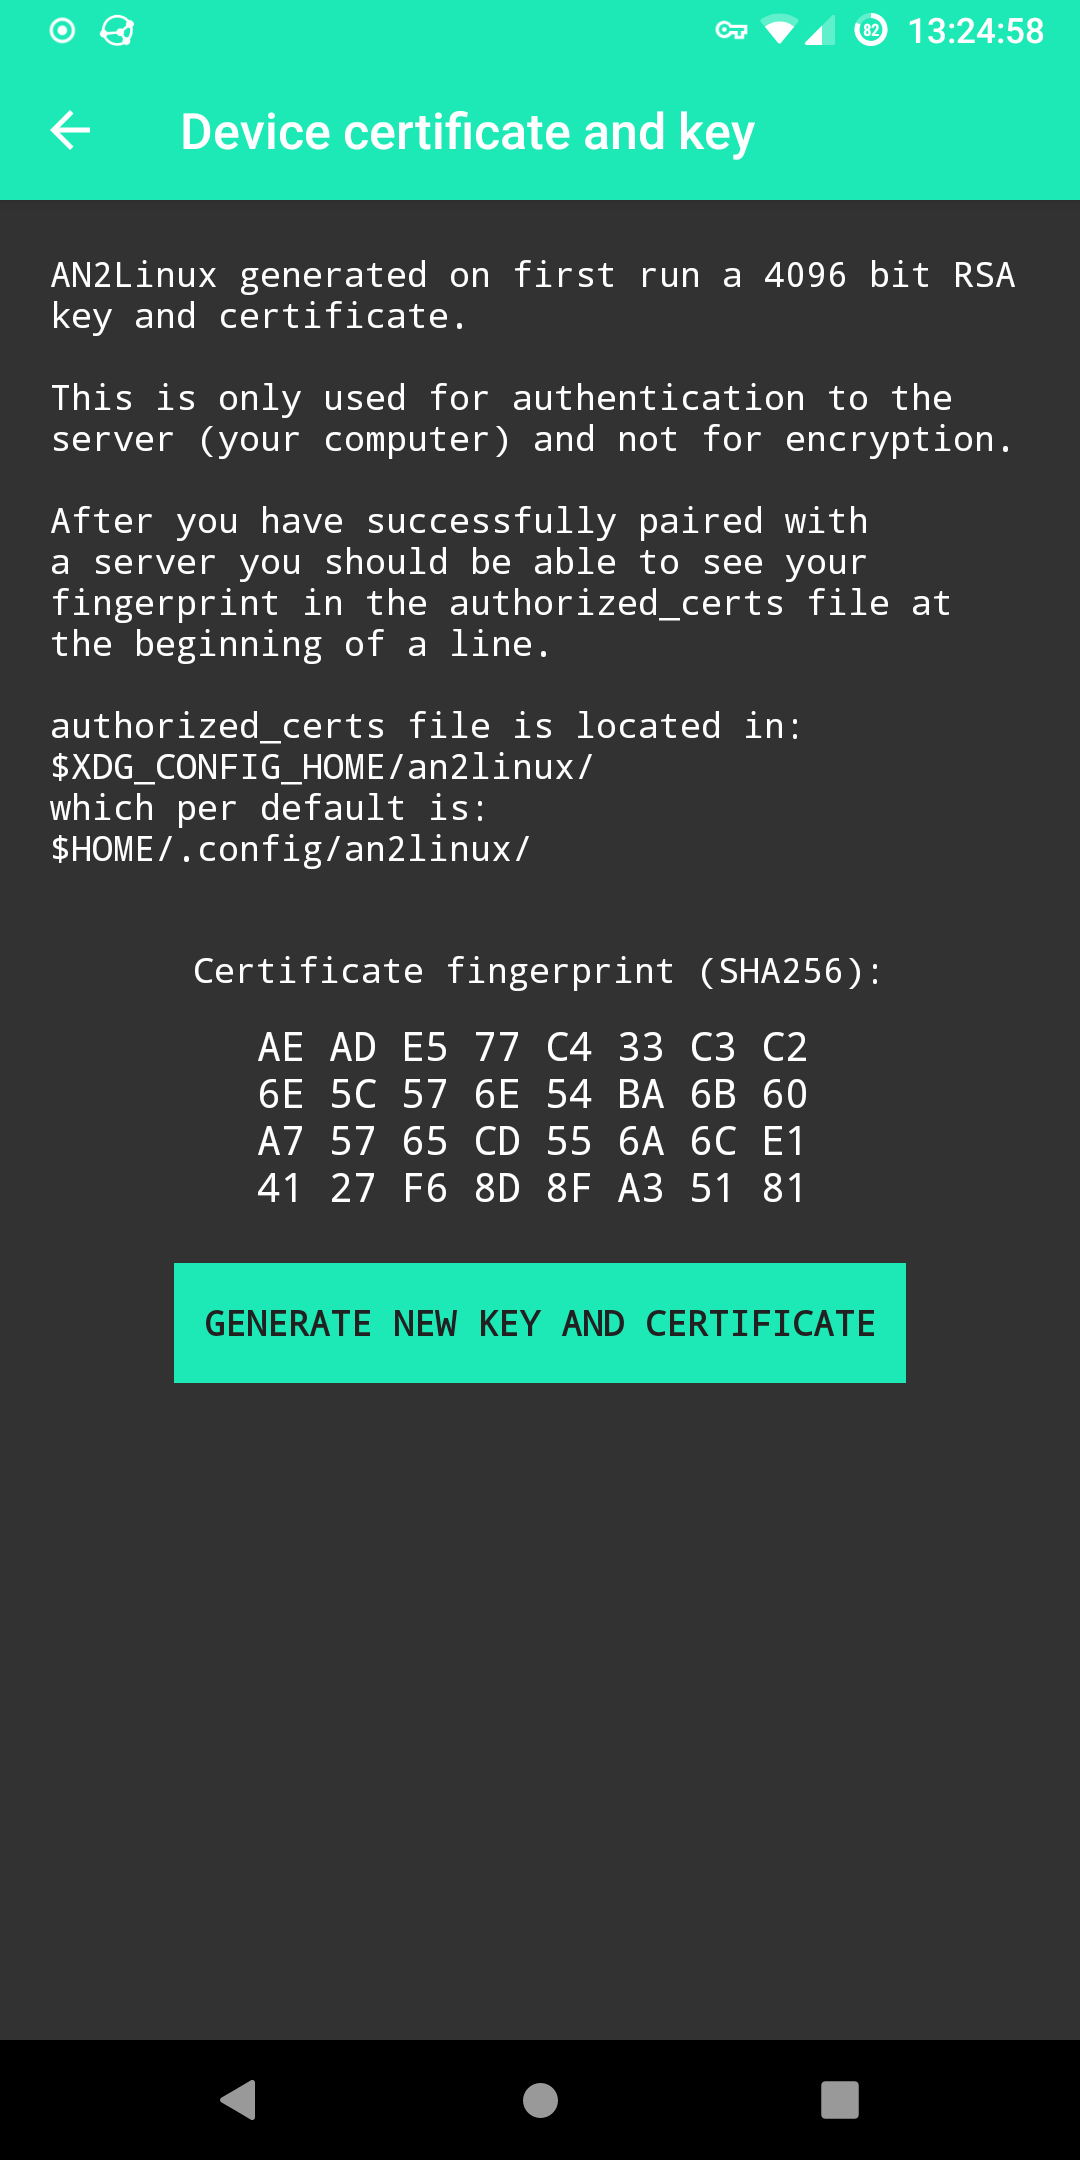 82 13:24:58
Device certificate and key
AN2Linux generated on first run a 4096 bit RSA
key and certificate.
This is only used for authentication to the
server (your computer) and not for encryption.
After you have successfully paired with
a server you should be able to see your
fingerprint in the authorized_certs file at
the beginning of a line.
authorized_certs file is located in:
$XDG_CONFIG_HOME/an2linux/
which per default is:
$HOME/.config/an2linux/
Certificate fingerprint (SHA256):
AE AD E5 77 C4 33 C3 C2
6E 5C 57 6E 54 BA 6B 60
A7 57 65 CD 55 6A 6C E1
41 27 F6 8D 8F A3 51 81
GENERATE NEW KEY AND CERTIFICATE